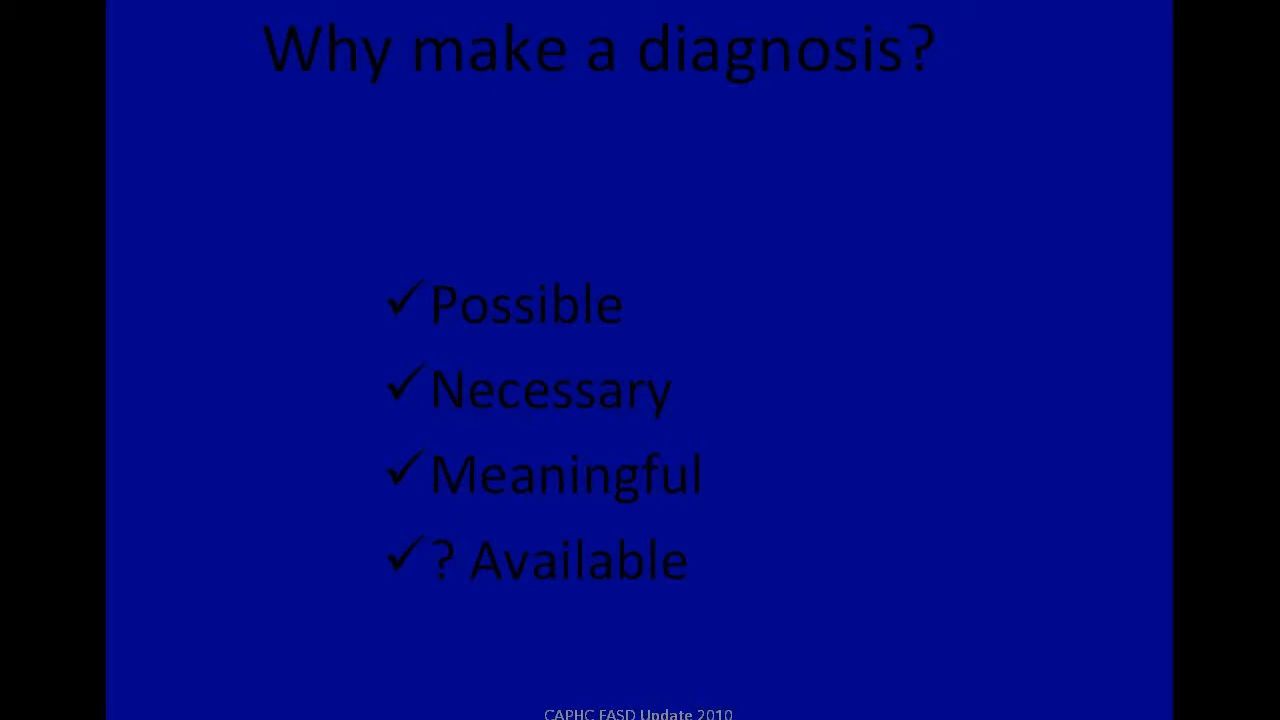 Why make a diagnosis?
✓Possible
✓Necessary
✓Meaningful
✓? Available
CAPHC FASD Update 2010